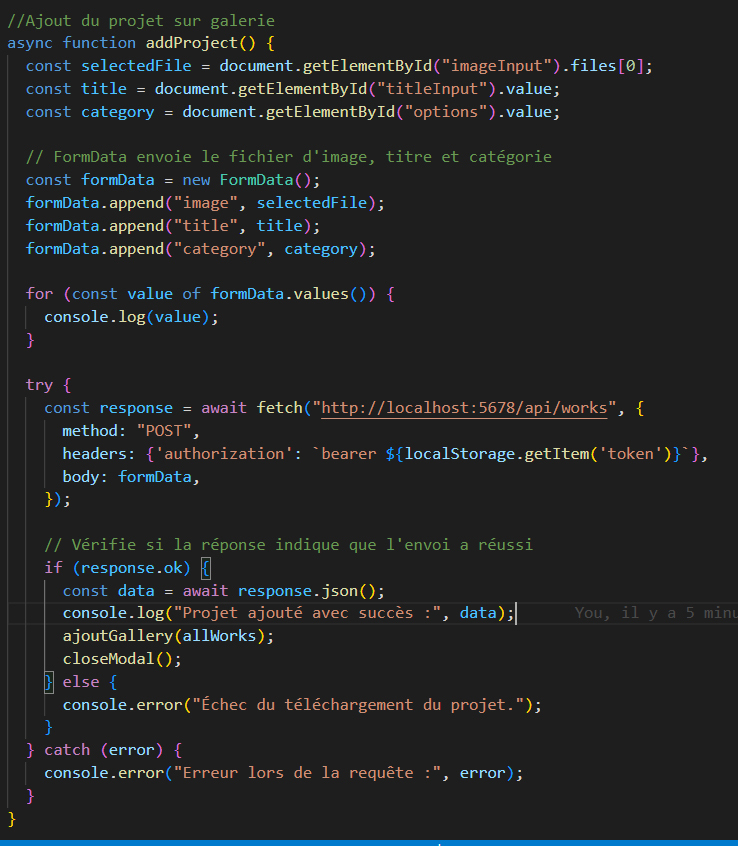 //Ajout du projet sur galerie
async function addProject() {
const selectedFile = document.getElementById("imageInput").files[0];
const title = document.getElementById("titleInput").value;
const category = document.getElementById("options").value;
// FormData envoie le fichier d'image, titre et catégorie
const formData = new FormData();
formData.append("image", selectedFile);
formData.append("title", title);
formData.append("category", category);
for (const value of formData.values()) {
console.log(value);
}
try {
const response = await fetch("http://localhost:5678/api/works", {
method: "POST",
headers: {'authorization': `bearer ${localStorage.getItem('token')}`},
body: formData,
});
// Vérifie si la réponse indique que l'envoi a réussi
if (response.ok) {
const data = await response.json();
console.log("Projet ajouté avec succès :", data); You, il y a 5 minu
ajoutGallery(allWorks);
closeModal();
} else {
console.error("Échec du téléchargement du projet.");
}
} catch (error) {
console.error("Erreur lors de la requête :", error);
}
}